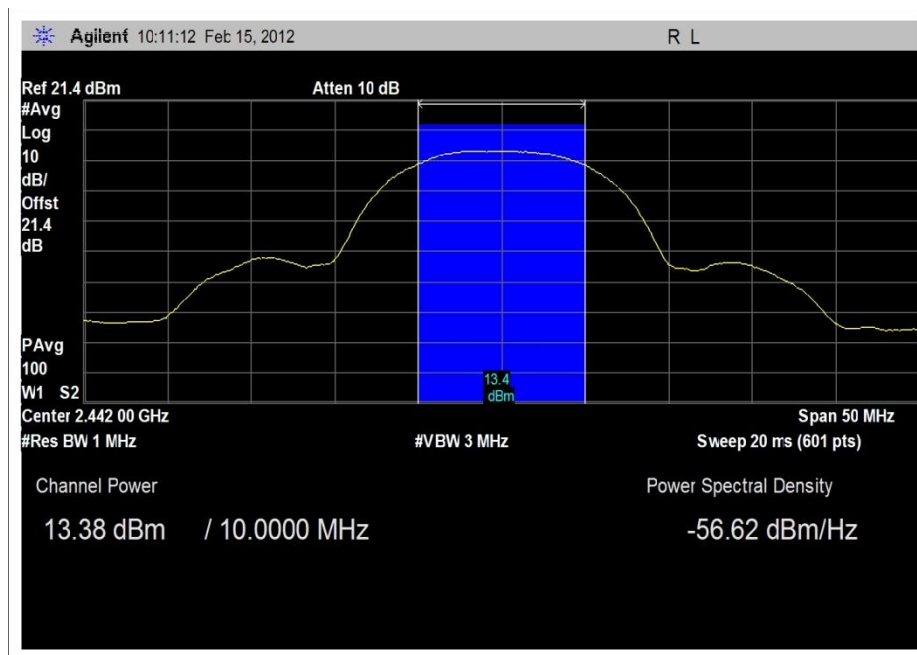 Agilent 10:11:12 Feb 15, 2012 R L
Ref 21.4 dBm Atten 10 dB
#Avg
Log
10
dB/
Offst
21.4
dB
PAvg
100
W1 S2
13.4
dBm
Center 2.442 00 GHz Span 50 MHz
#Res BW 1 MHz #VBW 3 MHz Sweep 20 ms (601 pts)
Channel Power Power Spectral Density
13.38 dBm / 10.0000 MHz -56.62 dBm/Hz